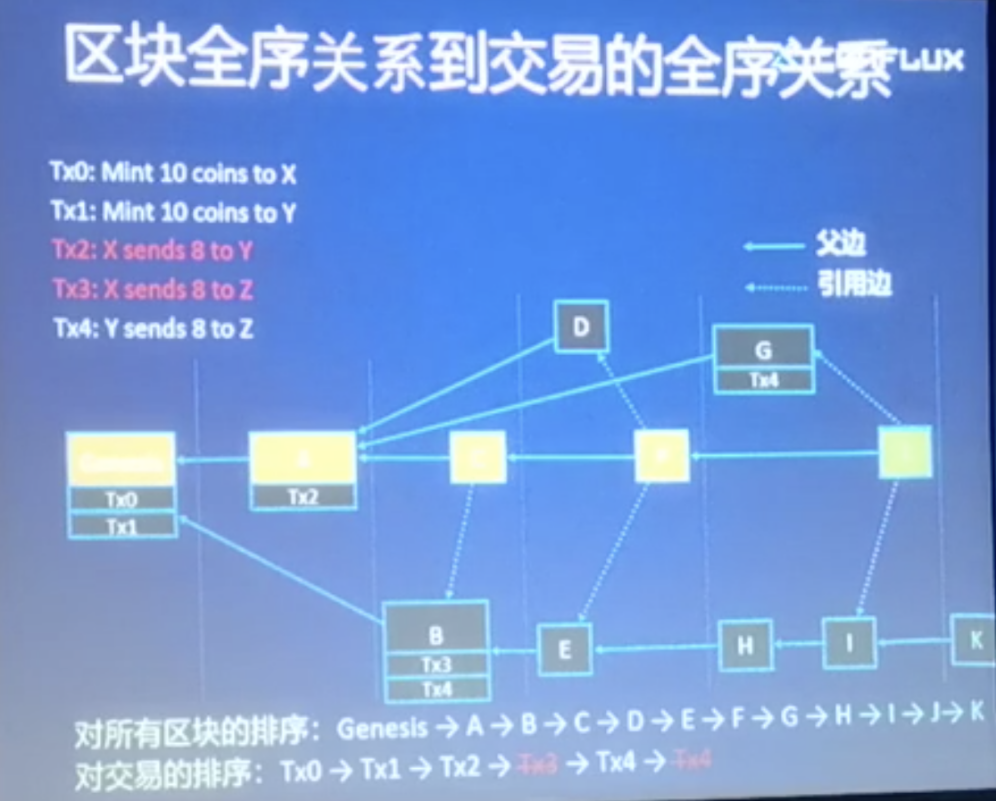 区块全序关系到交易的全序关系
Tx0: Mint 10 coins to X
Tx1: Mint 10 coins to Y
Tx2: X sends 8 to Y
Tx3: X sends 8 to Z
Tx4: Y sends 8 to Z
父边
引用边
D
G
Tx4
Genesis
Tx0
Tx1
Tx2
B
Tx3
Tx4
E
H
I
K
对所有区块的排序：Genesis → A → B → C → D → E → F → G → H → I → J → K
对交易的排序：Tx0 → Tx1 → Tx2 → Tx3 → Tx4 → Tx4